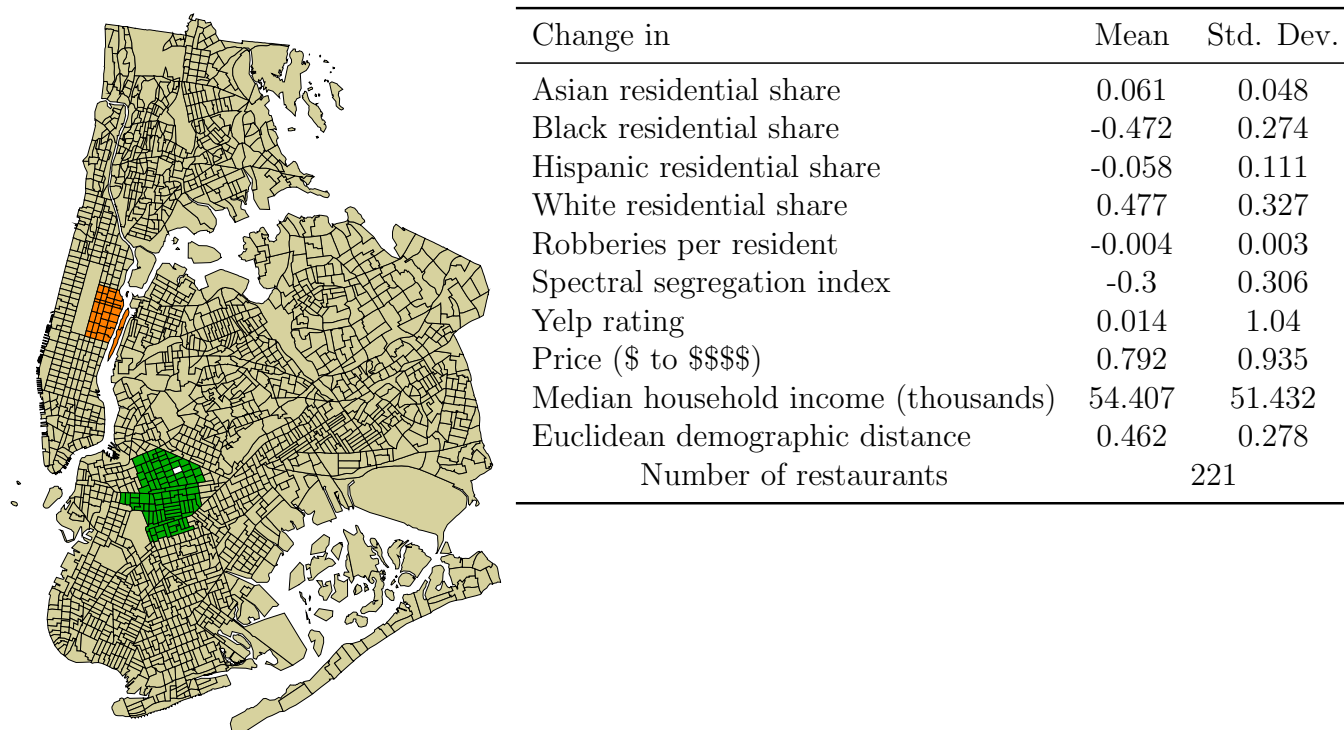 Change in Mean Std. Dev.
Asian residential share 0.061 0.048
Black residential share -0.472 0.274
Hispanic residential share -0.058 0.111
White residential share 0.477 0.327
Robberies per resident -0.004 0.003
Spectral segregation index -0.3 0.306
Yelp rating 0.014 1.04
Price ($ to $$$$) 0.792 0.935
Median household income (thousands) 54.407 51.432
Euclidean demographic distance 0.462 0.278
Number of restaurants 221